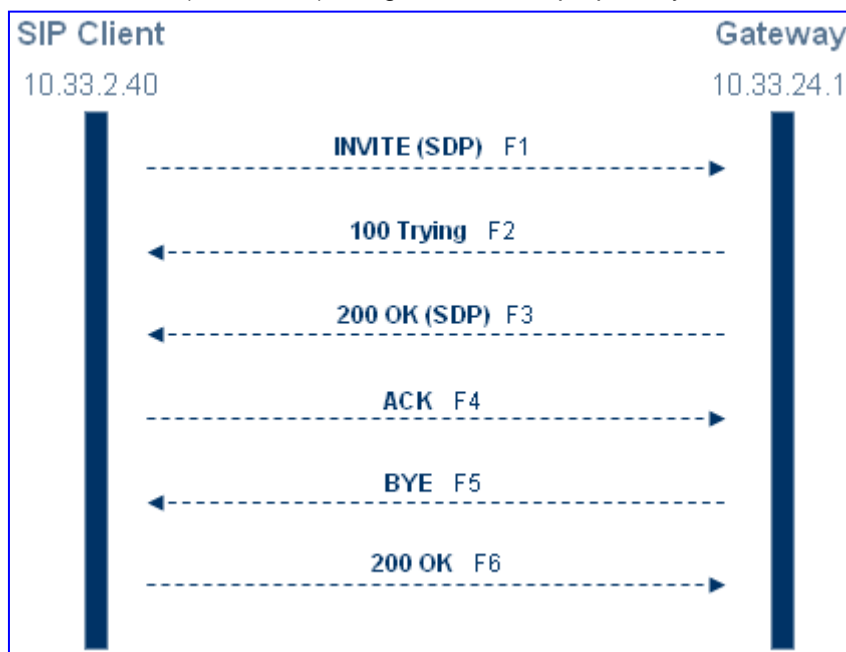 SIP Client Gateway
10.33.2.40 10.33.24.1
INVITE (SDP) F1
100 Trying F2
200 OK (SDP) F3
ACK F4
BYE F5
200 OK F6